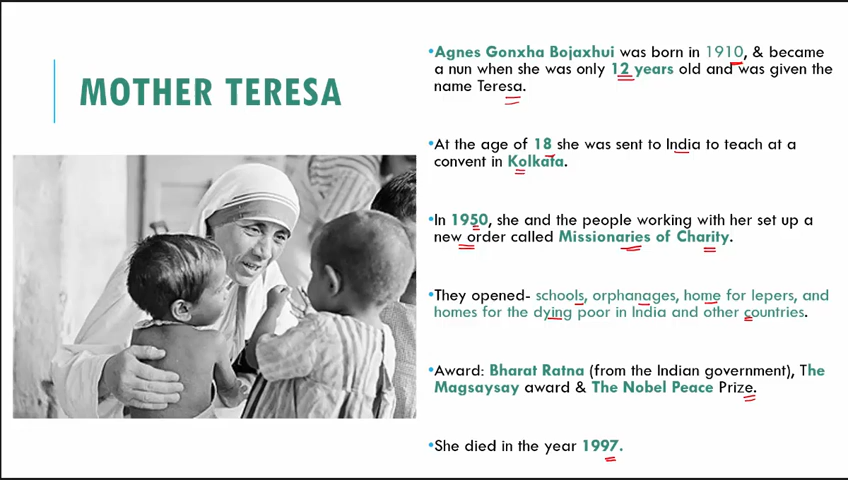 MOTHER TERESA
•Agnes Gonxha Bojaxhui was born in 1910, & became
a nun when she was only 12 years old and was given the
name Teresa.
•At the age of 18 she was sent to India to teach at a
convent in Kolkata.
•In 1950, she and the people working with her set up a
new order called Missionaries of Charity.
•They opened- schools, orphanages, home for lepers, and
homes for the dying poor in India and other countries.
•Award: Bharat Ratna (from the Indian government), The
Magsaysay award & The Nobel Peace Prize.
•She died in the year 1997.